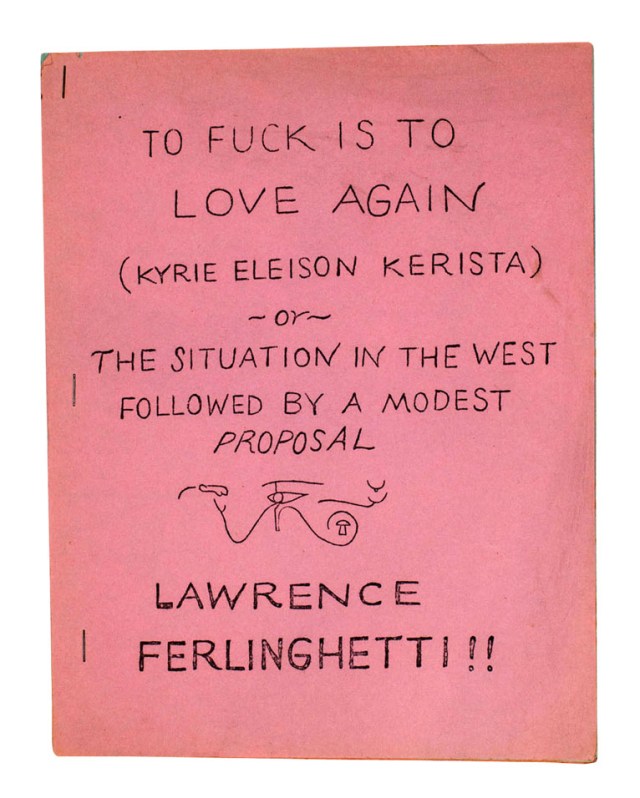 TO FUCK IS TO
LOVE AGAIN
(KYRIE ELEISON KERISTA)
~or~
THE SITUATION IN THE WEST
FOLLOWED BY A MODEST
PROPOSAL
LAWRENCE
FERLINGHETTI!!